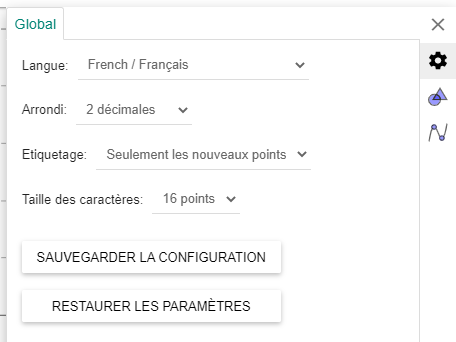 Global
Langue: French / Français
Arrondi: 2 décimales
Etiquetage: Seulement les nouveaux points
Taille des caractères: 16 points
SAUVEGARDER LA CONFIGURATION
RESTAURER LES PARAMÈTRES